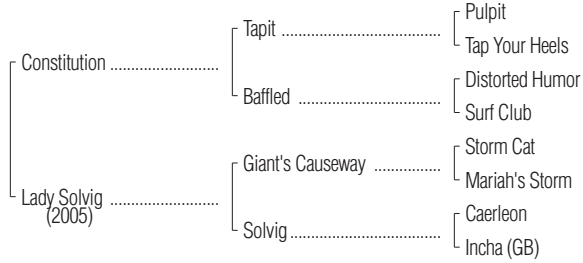 Pulpit
Tapit
Tap Your Heels
Constitution
Distorted Humor
Baffled
Surf Club
Storm Cat
Giant's Causeway
Mariah's Storm
Lady Solvig
(2005)
Caerleon
Solvig
Incha (GB)